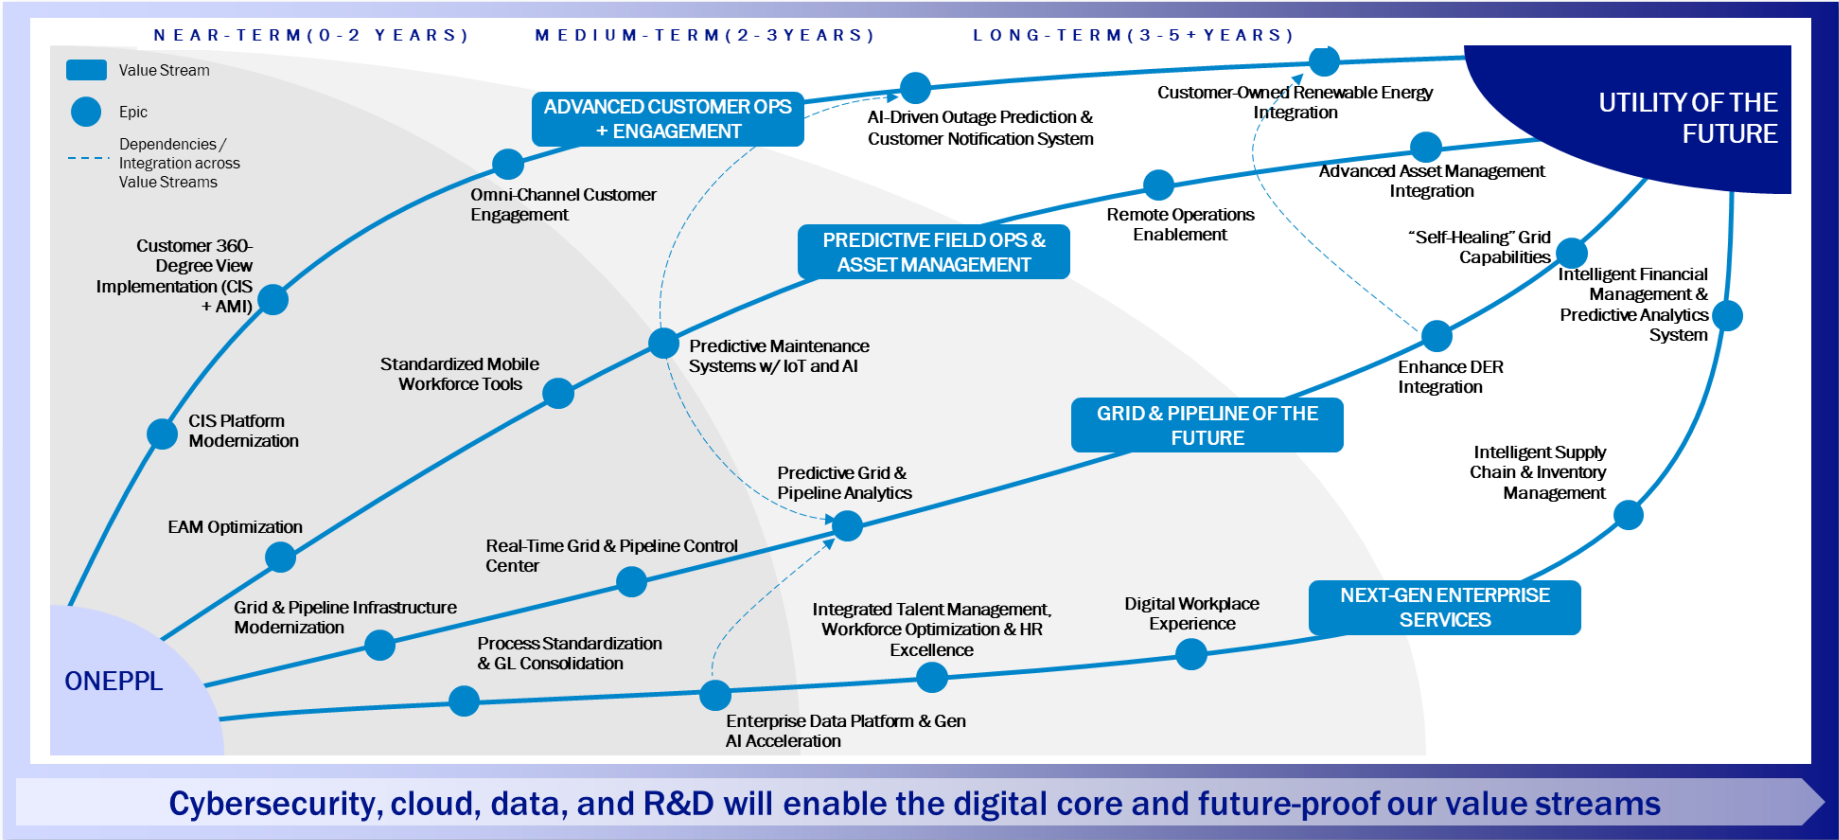 NEAR-TERM(0-2 YEARS)
MEDIUM-TERM(2-3YEARS)
LONG-TERM(3-5+YEARS)
Value Stream
Epic
Dependencies /
Integration across
Value Streams
ADVANCED CUSTOMER OPS
+ ENGAGEMENT
AI-Driven Outage Prediction &
Customer Notification System
Customer-Owned Renewable Energy
Integration
UTILITY OF THE
FUTURE
Omni-Channel Customer
Engagement
Customer 360-
Degree View
Implementation (CIS
+ AMI)
CIS Platform
Modernization
PREDICTIVE FIELD OPS &
ASSET MANAGEMENT
Remote Operations
Enablement
Advanced Asset Management
Integration
Predictive Maintenance
Systems w/ IoT and AI
Standardized Mobile
Workforce Tools
EAM Optimization
“Self-Healing” Grid
Capabilities
Enhance DER
Integration
GRID & PIPELINE OF THE
FUTURE
Predictive Grid &
Pipeline Analytics
Real-Time Grid & Pipeline Control
Center
Grid & Pipeline Infrastructure
Modernization
Intelligent Financial
Management &
Predictive Analytics
System
Intelligent Supply
Chain & Inventory
Management
NEXT-GEN ENTERPRISE
SERVICES
Digital Workplace
Experience
Integrated Talent Management,
Workforce Optimization & HR
Excellence
Process Standardization
& GL Consolidation
Enterprise Data Platform & Gen
AI Acceleration
ONEPPL
Cybersecurity, cloud, data, and R&D will enable the digital core and future-proof our value streams